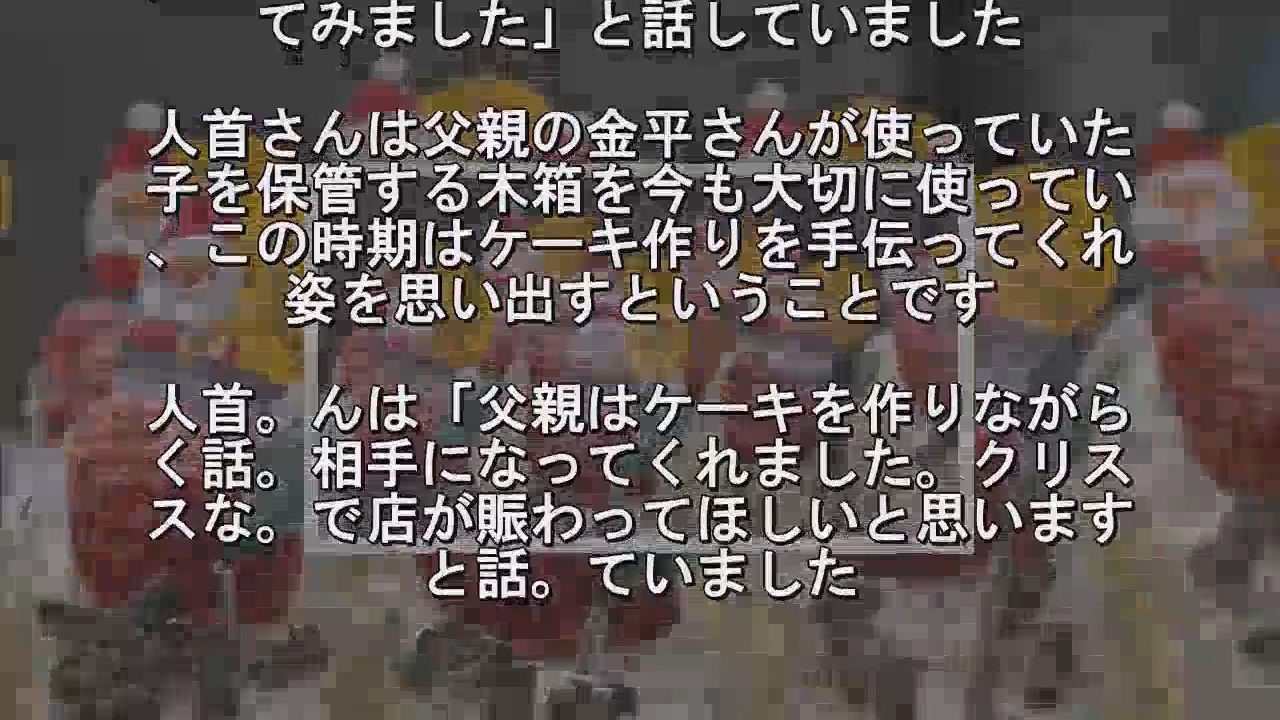 てみました」と話していました
人首さんは父親の金平さんが使っていた
子を保管する木箱を今も大切に使ってい
、この時期はケーキ作りを手伝ってくれ
姿を思い出すということです
人首。んは「父親はケーキを作りながら
く話。相手になってくれました。クリス
スな。で店が賑わってほしいと思います
と話。ていました